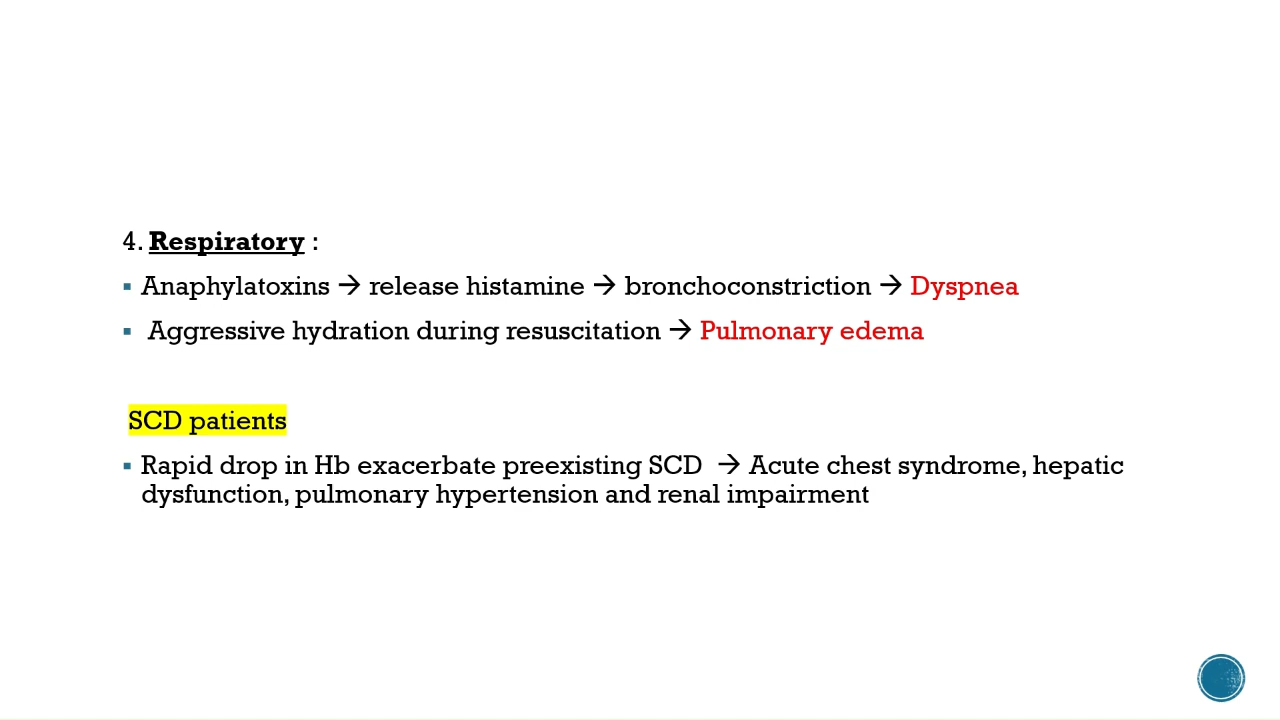 4. Respiratory :
▪ Anaphylatoxins → release histamine → bronchoconstriction → Dyspnea
▪ Aggressive hydration during resuscitation → Pulmonary edema
SCD patients
▪ Rapid drop in Hb exacerbate preexisting SCD → Acute chest syndrome, hepatic
dysfunction, pulmonary hypertension and renal impairment